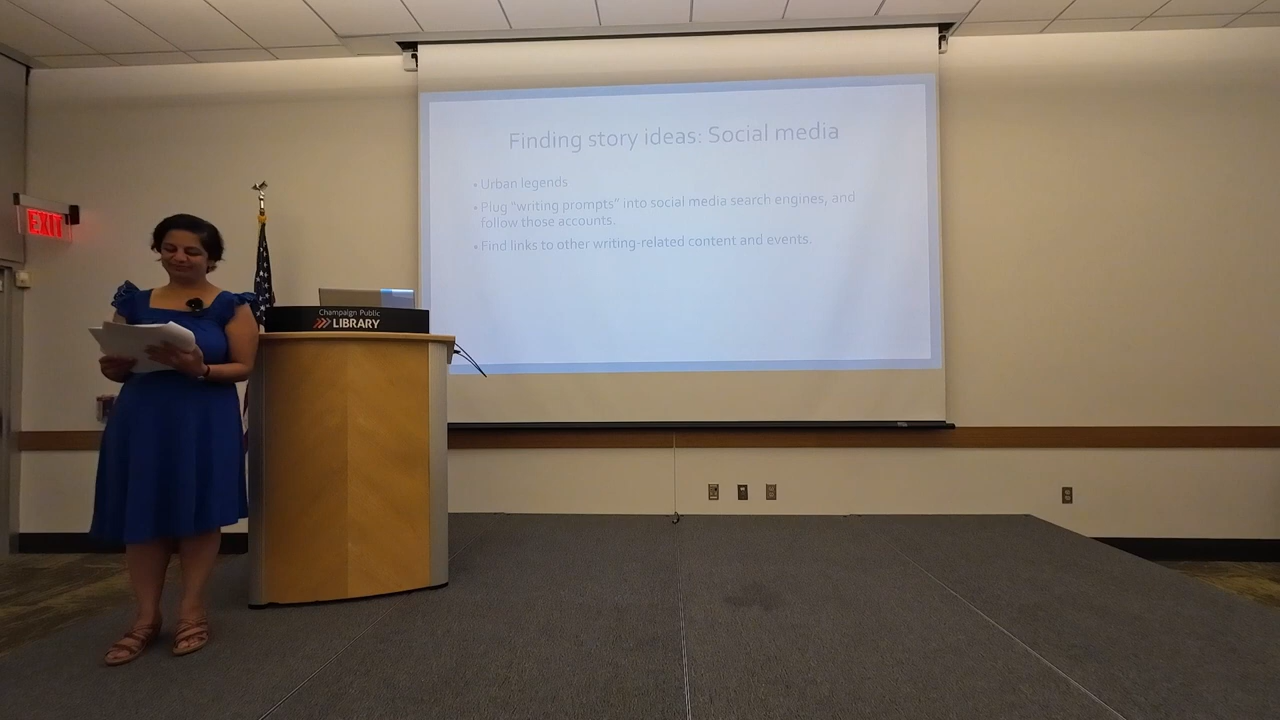 Finding story ideas: Social media
• Urban legends
• Plug “writing prompts” into social media search engines, and
follow those accounts.
• Find links to other writing-related content and events.
EXIT
Champaign Public
LIBRARY